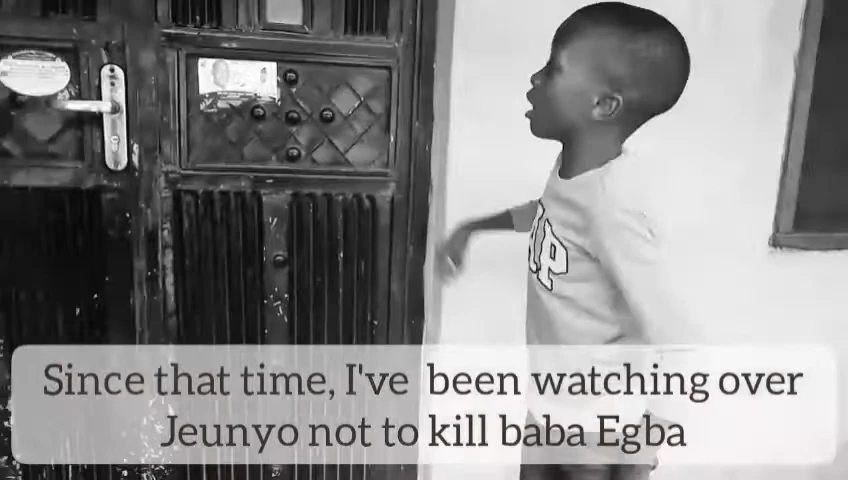 Since that time, I've been watching over
Jeunyo not to kill baba Egba